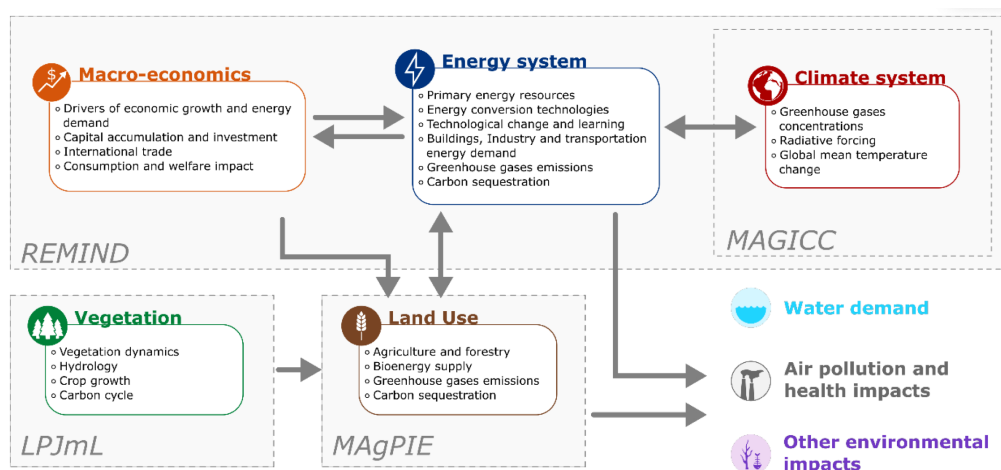 Macro-economics
Drivers of economic growth and energy
demand
Capital accumulation and investment
International trade
Consumption and welfare impact
Energy system
Primary energy resources
Energy conversion technologies
Technological change and learning
Buildings, Industry and transportation
energy demand
Greenhouse gases emissions
Carbon sequestration
Climate system
Greenhouse gases
concentrations
Radiative forcing
Global mean temperature
change
REMIND
MAGICC
Vegetation
Vegetation dynamics
Hydrology
Crop growth
Carbon cycle
LPJmL
Land Use
Agriculture and forestry
Bioenergy supply
Greenhouse gases emissions
Carbon sequestration
MAgPIE
Water demand
Air pollution and
health impacts
Other environmental
impacts